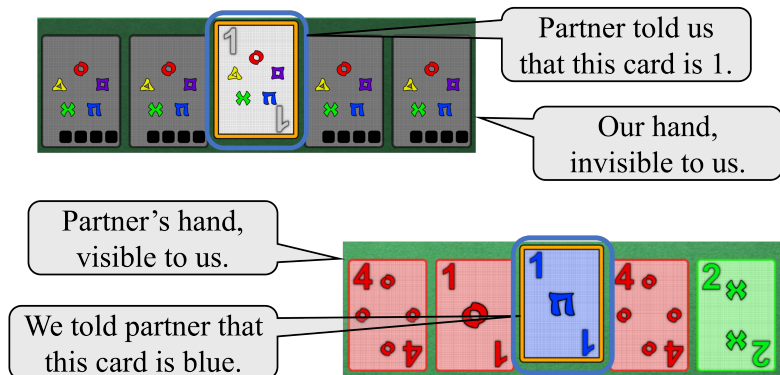 1
1
Partner told us
that this card is 1.
Our hand,
invisible to us.
Partner's hand,
visible to us.
4 1 1 4 2
4 1 1 4 2
We told partner that
this card is blue.